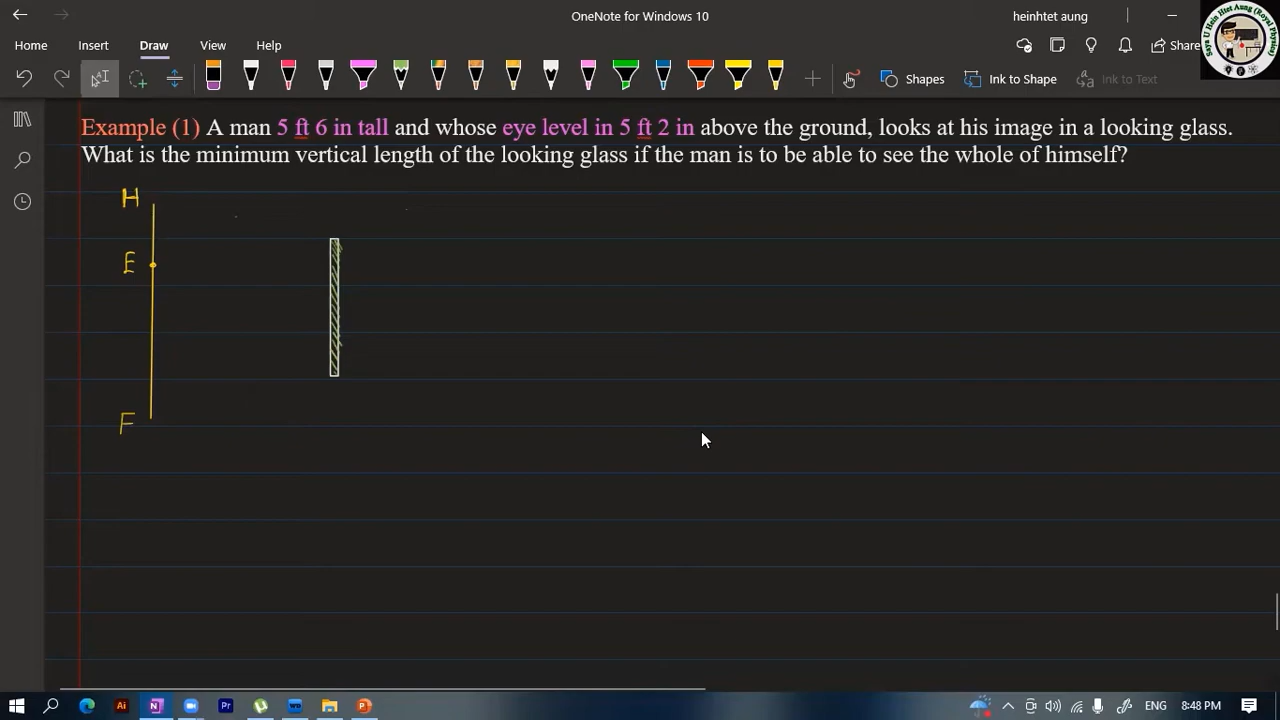 OneNote for Windows 10
heinhtet aung
Home Insert Draw View Help
Share
Shapes Ink to Shape Ink to Text
Example (1) A man 5 ft 6 in tall and whose eye level in 5 ft 2 in above the ground, looks at his image in a looking glass.
What is the minimum vertical length of the looking glass if the man is to be able to see the whole of himself?
H
E
F
ENG 8:48 PM